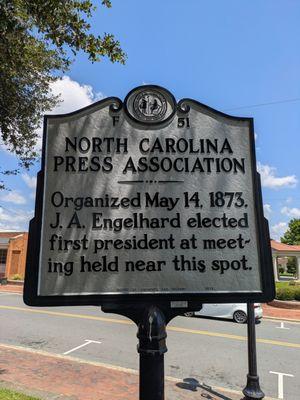 F 51
NORTH CAROLINA
PRESS ASSOCIATION
Organized May 14, 1873.
J. A. Engelhard elected
first president at meet-
ing held near this spot.